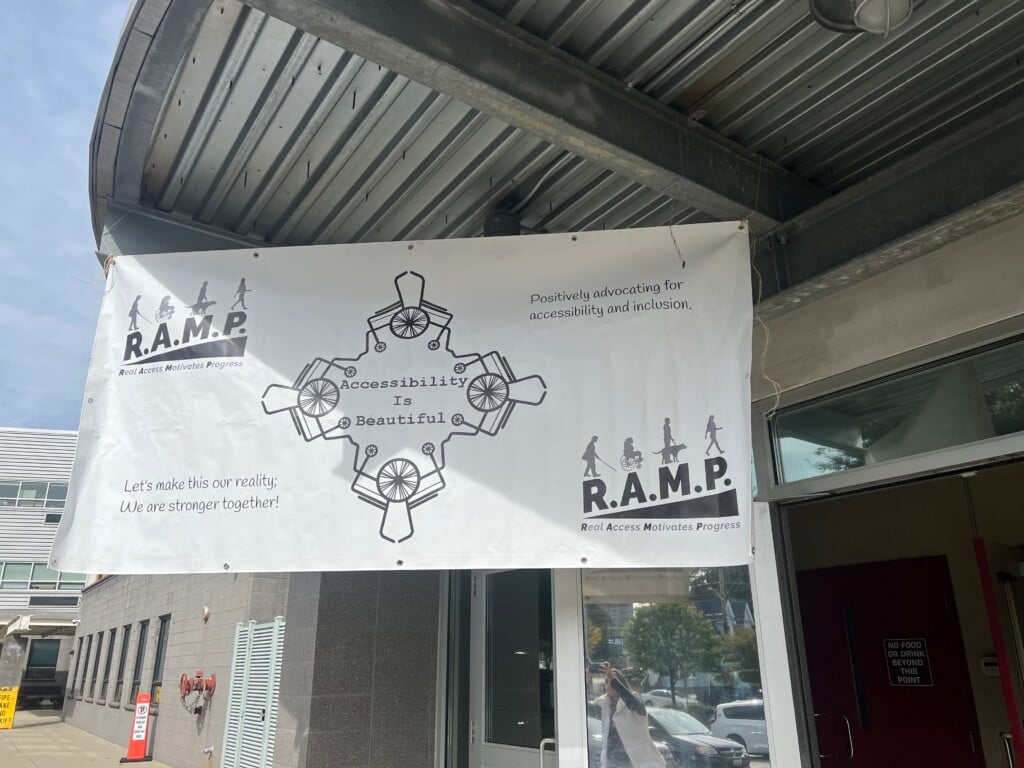 R.A.M.P.
Real Access Motivates Progress
Positively advocating for
accessibility and inclusion.
Accessibility
Is
Beautiful
Let's make this our reality;
We are stronger together!
R.A.M.P.
Real Access Motivates Progress
NO FOOD
OR DRINK
BEYOND
THIS
POINT